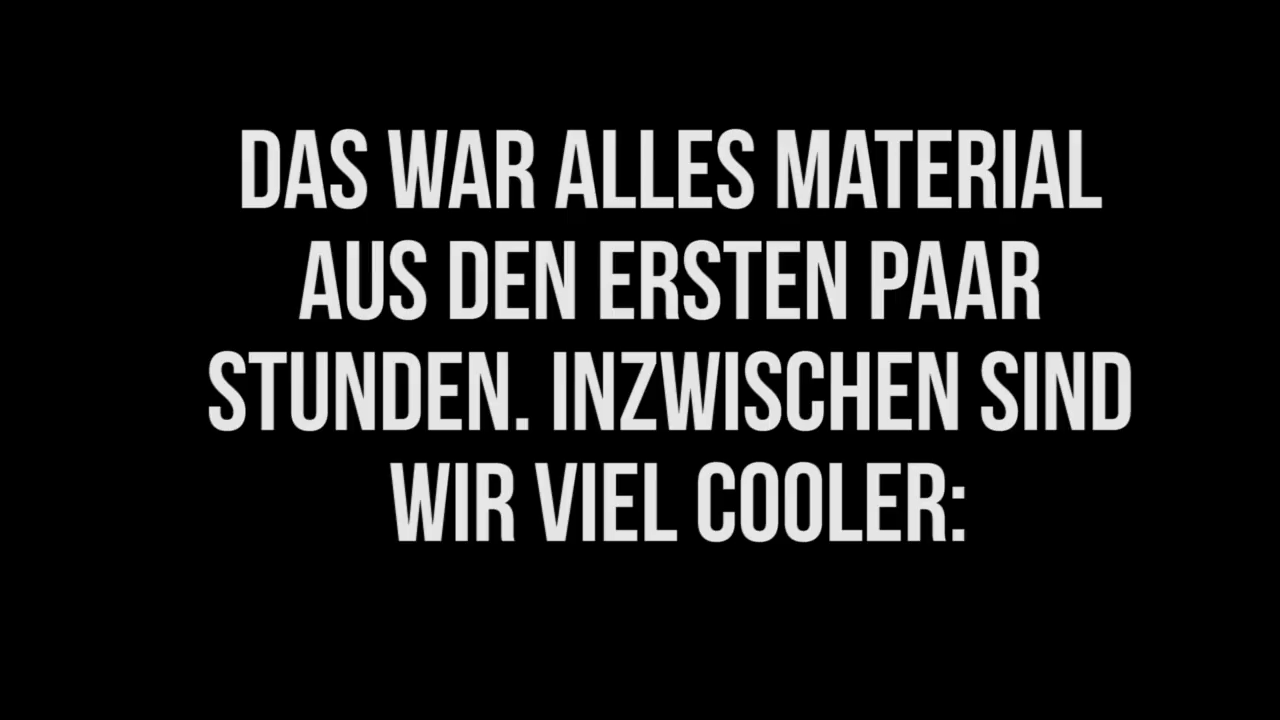 DAS WAR ALLES MATERIAL
AUS DEN ERSTEN PAAR
STUNDEN. INZWISCHEN SIND
WIR VIEL COOLER: